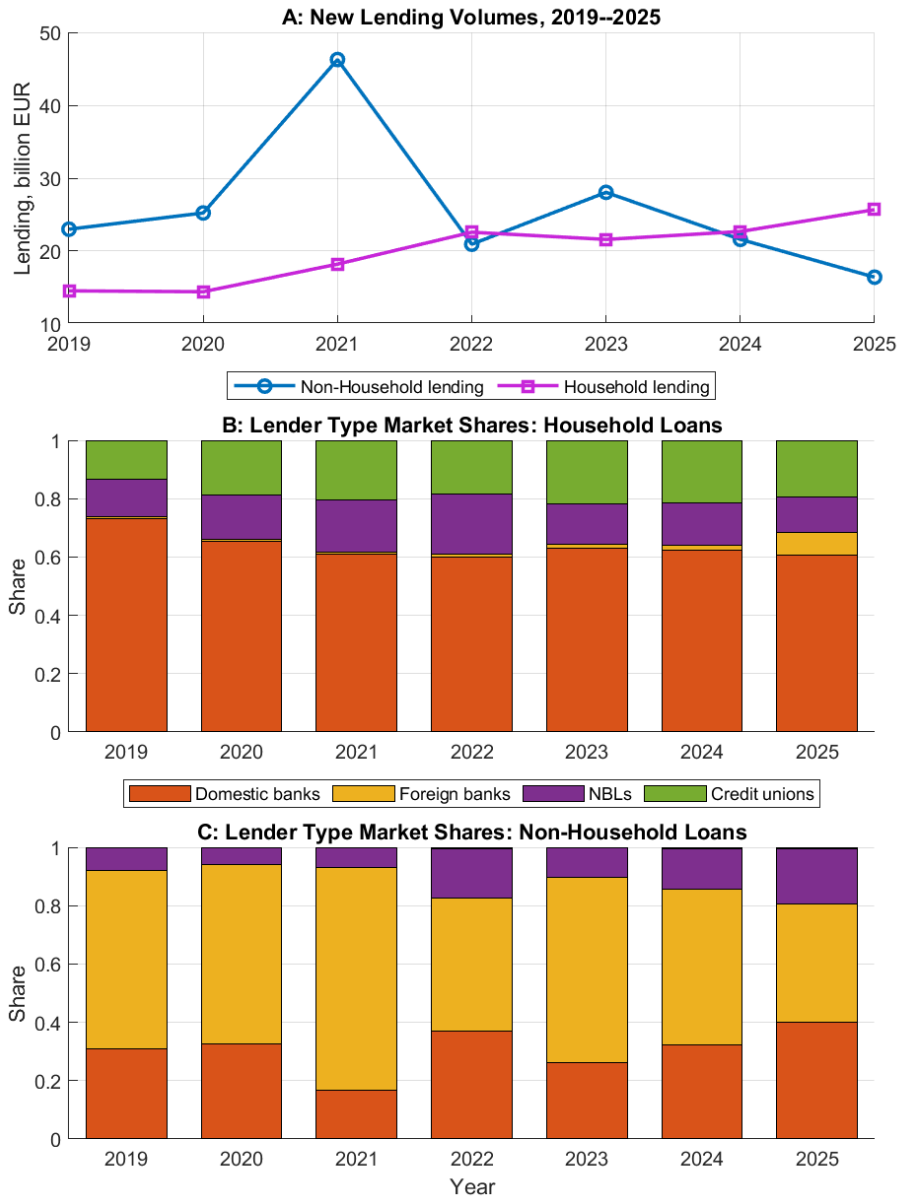 A: New Lending Volumes, 2019--2025
Lending, billion EUR
50
40
30
20
10
2019 2020 2021 2022 2023 2024 2025
Non-Household lending Household lending
B: Lender Type Market Shares: Household Loans
Share
1
0.8
0.6
0.4
0.2
0
2019 2020 2021 2022 2023 2024 2025
Domestic banks Foreign banks NBLs Credit unions
C: Lender Type Market Shares: Non-Household Loans
Share
1
0.8
0.6
0.4
0.2
0
2019 2020 2021 2022 2023 2024 2025
Year